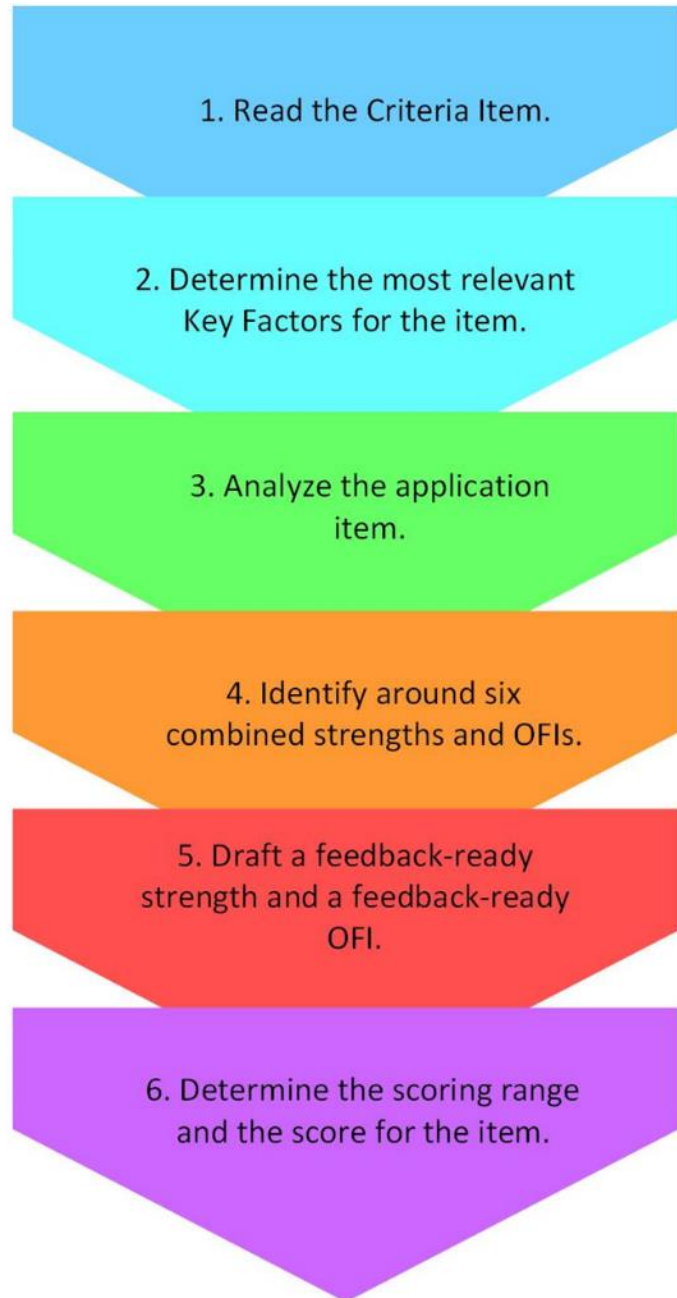 1. Read the Criteria Item.
2. Determine the most relevant
Key Factors for the item.
3. Analyze the application
item.
4. Identify around six
combined strengths and OFIs.
5. Draft a feedback-ready
strength and a feedback-ready
OFI.
6. Determine the scoring range
and the score for the item.